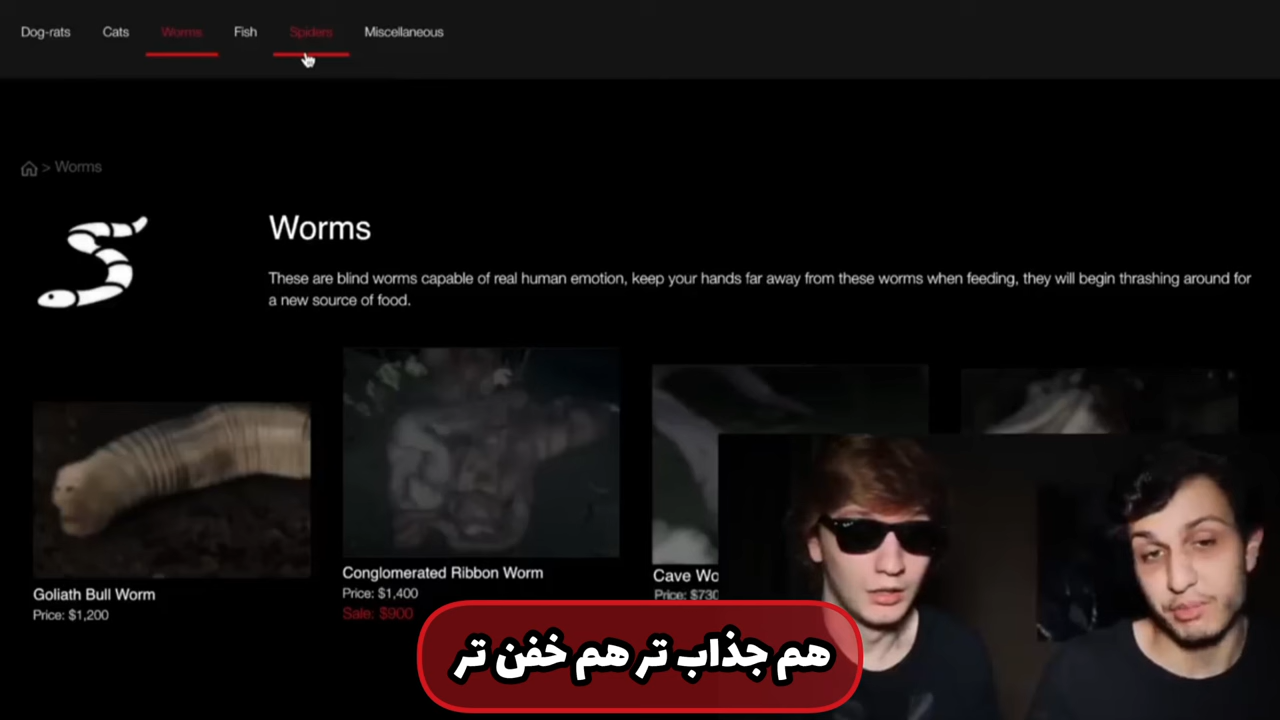 Dog-rats Cats Worms Fish Spiders Miscellaneous
> Worms
Worms
These are blind worms capable of real human emotion, keep your hands far away from these worms when feeding, they will begin thrashing around for
a new source of food.
Goliath Bull Worm
Price: $1,200
Conglomerated Ribbon Worm
Price: $1,400
Sale: $900
Cave Wo
Price: $730
هم جذاب تر هم خفن تر